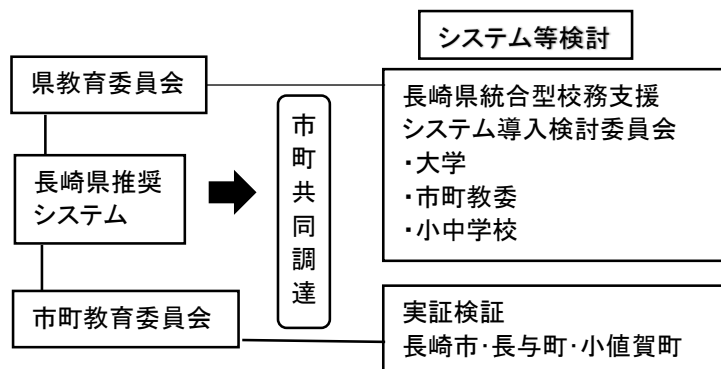 システム等検討
県教育委員会
長崎県推奨
システム
市町教育委員会
市町共同調達
長崎県統合型校務支援
システム導入検討委員会
・大学
・市町教委
・小中学校
実証検証
長崎市・長与町・小値賀町